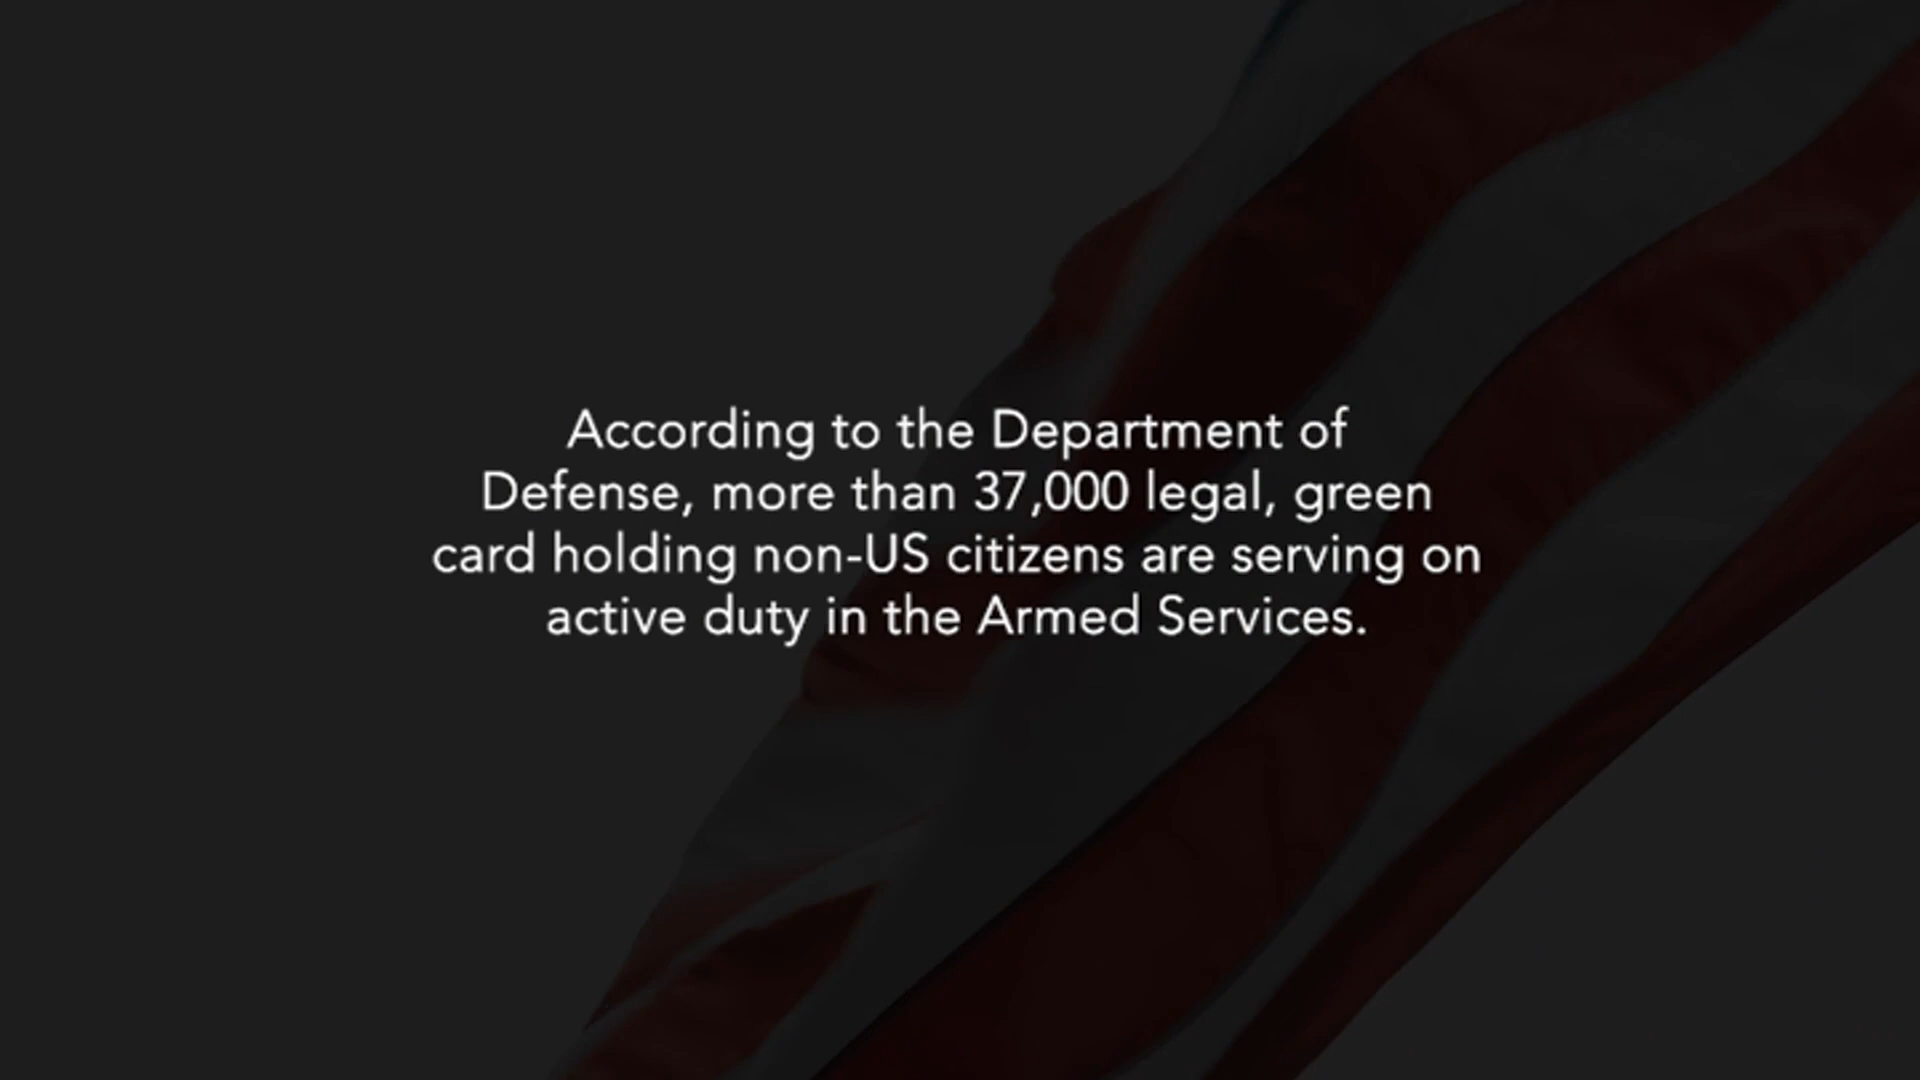 According to the Department of
Defense, more than 37,000 legal, green
card holding non-US citizens are serving on
active duty in the Armed Services.